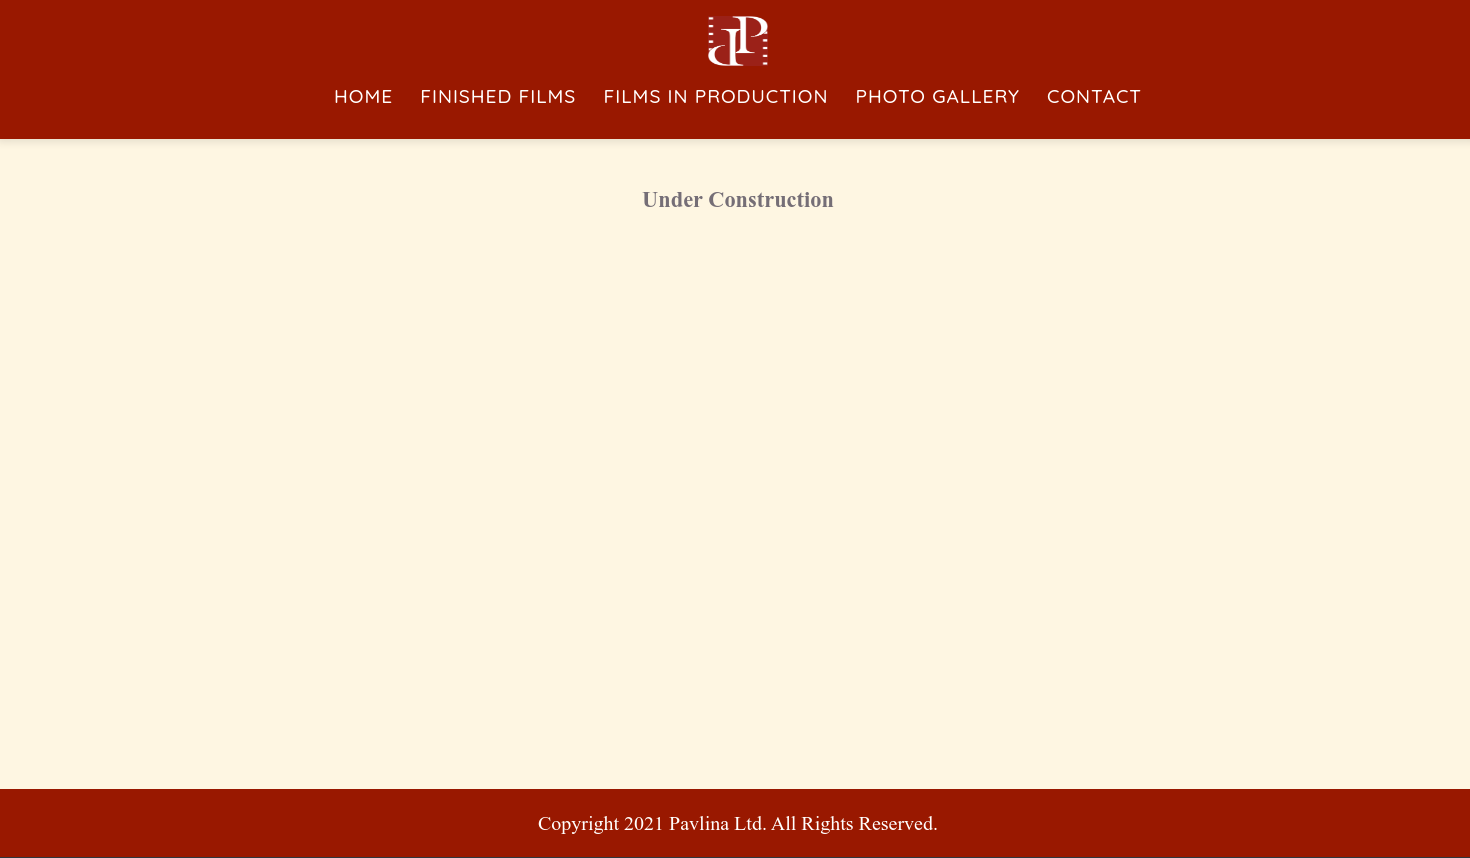 HOME FINISHED FILMS FILMS IN PRODUCTION PHOTO GALLERY CONTACT
Under Construction
Copyright 2021 Pavlina Ltd. All Rights Reserved.